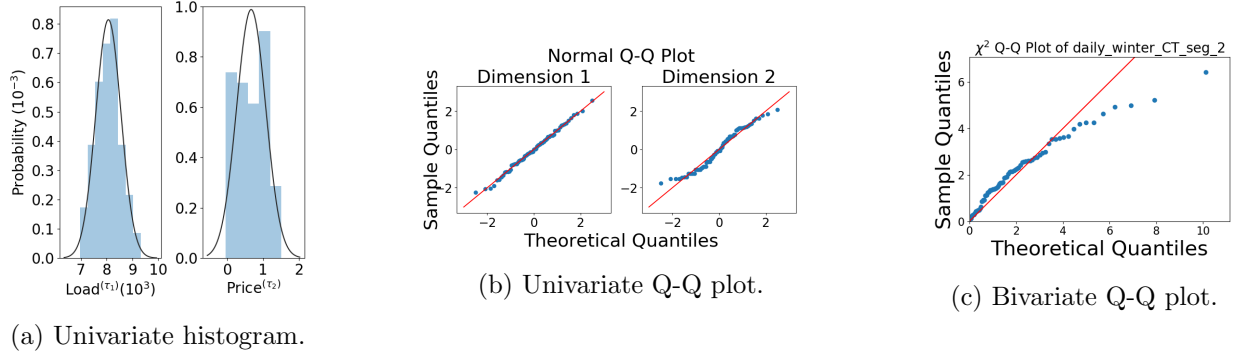 Probability (10⁻³)
0.8
0.7
0.6
0.5
0.4
0.3
0.2
0.1
0.0
7 8 9 10
Load^(τ₁)(10³)
1.0
0.8
0.6
0.4
0.2
0.0
0 1 2
Price^(τ₂)
(a) Univariate histogram.
Normal Q-Q Plot
Dimension 1 Dimension 2
Sample Quantiles
2
0
−2
−2 0 2
2
0
−2
−2 0 2
Theoretical Quantiles
(b) Univariate Q-Q plot.
χ² Q-Q Plot of daily_winter_CT_seg_2
Sample Quantiles
6
4
2
0
0 2 4 6 8 10
Theoretical Quantiles
(c) Bivariate Q-Q plot.